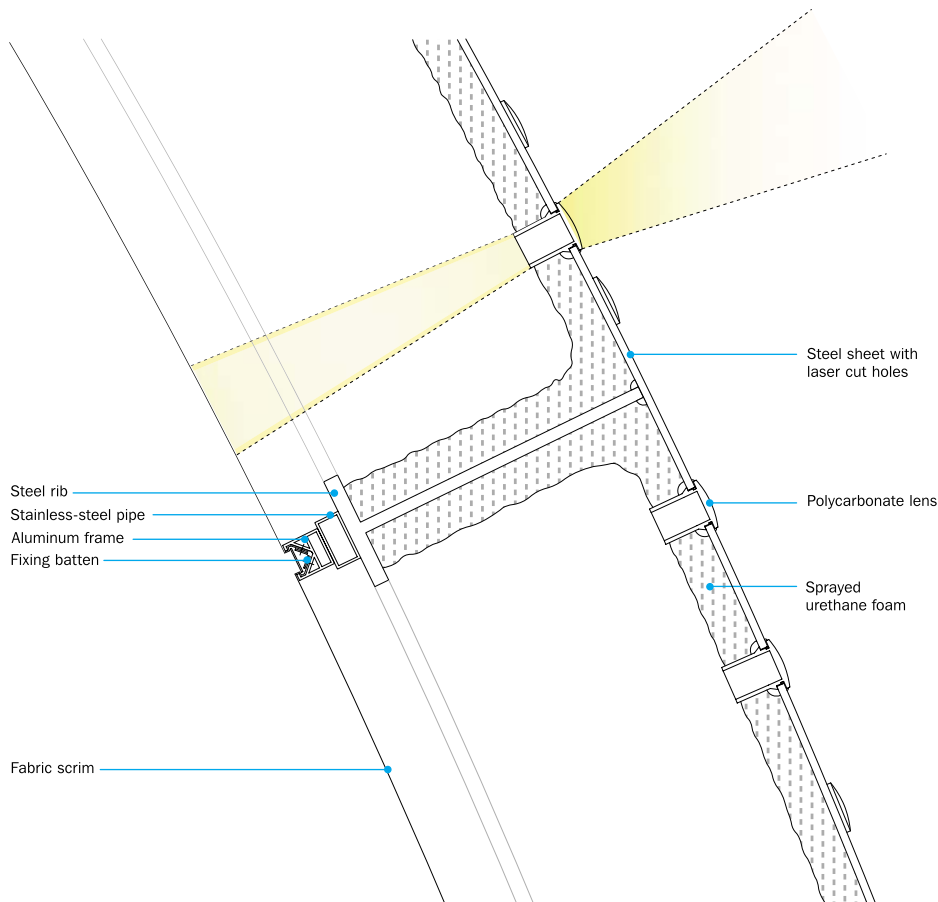 Steel sheet with
laser cut holes
Steel rib
Stainless-steel pipe
Aluminum frame
Fixing batten
Polycarbonate lens
Sprayed
urethane foam
Fabric scrim